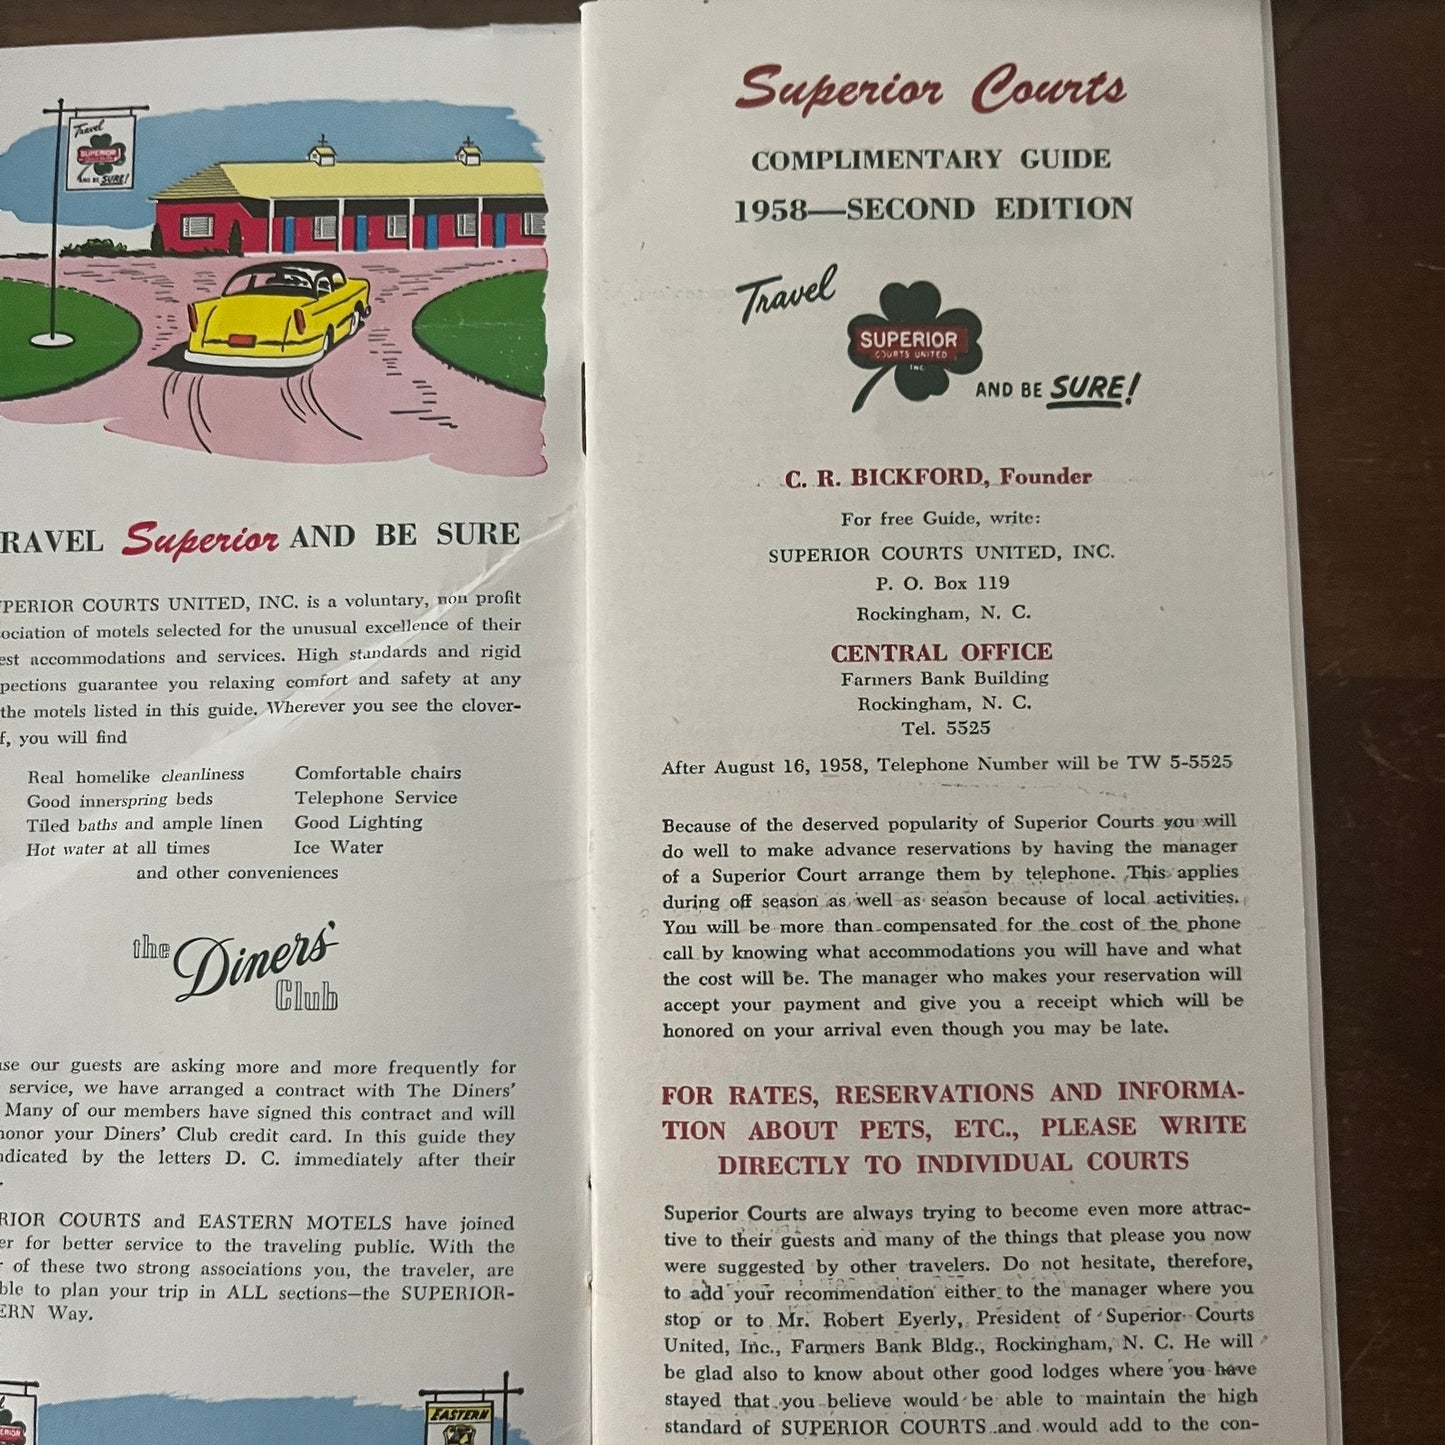 Travel
SUPERIOR
AND BE SURE!
RAVEL Superior AND BE SURE
PERIOR COURTS UNITED, INC. is a voluntary, non profit
ociation of motels selected for the unusual excellence of their
est accommodations and services. High standards and rigid
pections guarantee you relaxing comfort and safety at any
the motels listed in this guide. Wherever you see the clover-
f, you will find
Real homelike cleanliness
Good innerspring beds
Tiled baths and ample linen
Hot water at all times
Comfortable chairs
Telephone Service
Good Lighting
Ice Water
and other conveniences
the Diners'
Club
use our guests are asking more and more frequently for
service, we have arranged a contract with The Diners'
Many of our members have signed this contract and will
honor your Diners' Club credit card. In this guide they
ndicated by the letters D. C. immediately after their
RIOR COURTS and EASTERN MOTELS have joined
er for better service to the traveling public. With the
of these two strong associations you, the traveler, are
ble to plan your trip in ALL sections—the SUPERIOR-
ERN Way.
EASTERN
Superior Courts
COMPLIMENTARY GUIDE
1958—SECOND EDITION
Travel
SUPERIOR
COURTS UNITED
INC
AND BE SURE!
C. R. BICKFORD, Founder
For free Guide, write:
SUPERIOR COURTS UNITED, INC.
P. O. Box 119
Rockingham, N. C.
CENTRAL OFFICE
Farmers Bank Building
Rockingham, N. C.
Tel. 5525
After August 16, 1958, Telephone Number will be TW 5-5525
Because of the deserved popularity of Superior Courts you will
do well to make advance reservations by having the manager
of a Superior Court arrange them by telephone. This applies
during off season as well as season because of local activities.
You will be more than compensated for the cost of the phone
call by knowing what accommodations you will have and what
the cost will be. The manager who makes your reservation will
accept your payment and give you a receipt which will be
honored on your arrival even though you may be late.
FOR RATES, RESERVATIONS AND INFORMA-
TION ABOUT PETS, ETC., PLEASE WRITE
DIRECTLY TO INDIVIDUAL COURTS
Superior Courts are always trying to become even more attrac-
tive to their guests and many of the things that please you now
were suggested by other travelers. Do not hesitate, therefore,
to add your recommendation either to the manager where you
stop or to Mr. Robert Eyerly, President of Superior Courts
United, Inc., Farmers Bank Bldg., Rockingham, N. C. He will
be glad also to know about other good lodges where you have
stayed that you believe would be able to maintain the high
standard of SUPERIOR COURTS and would add to the con-